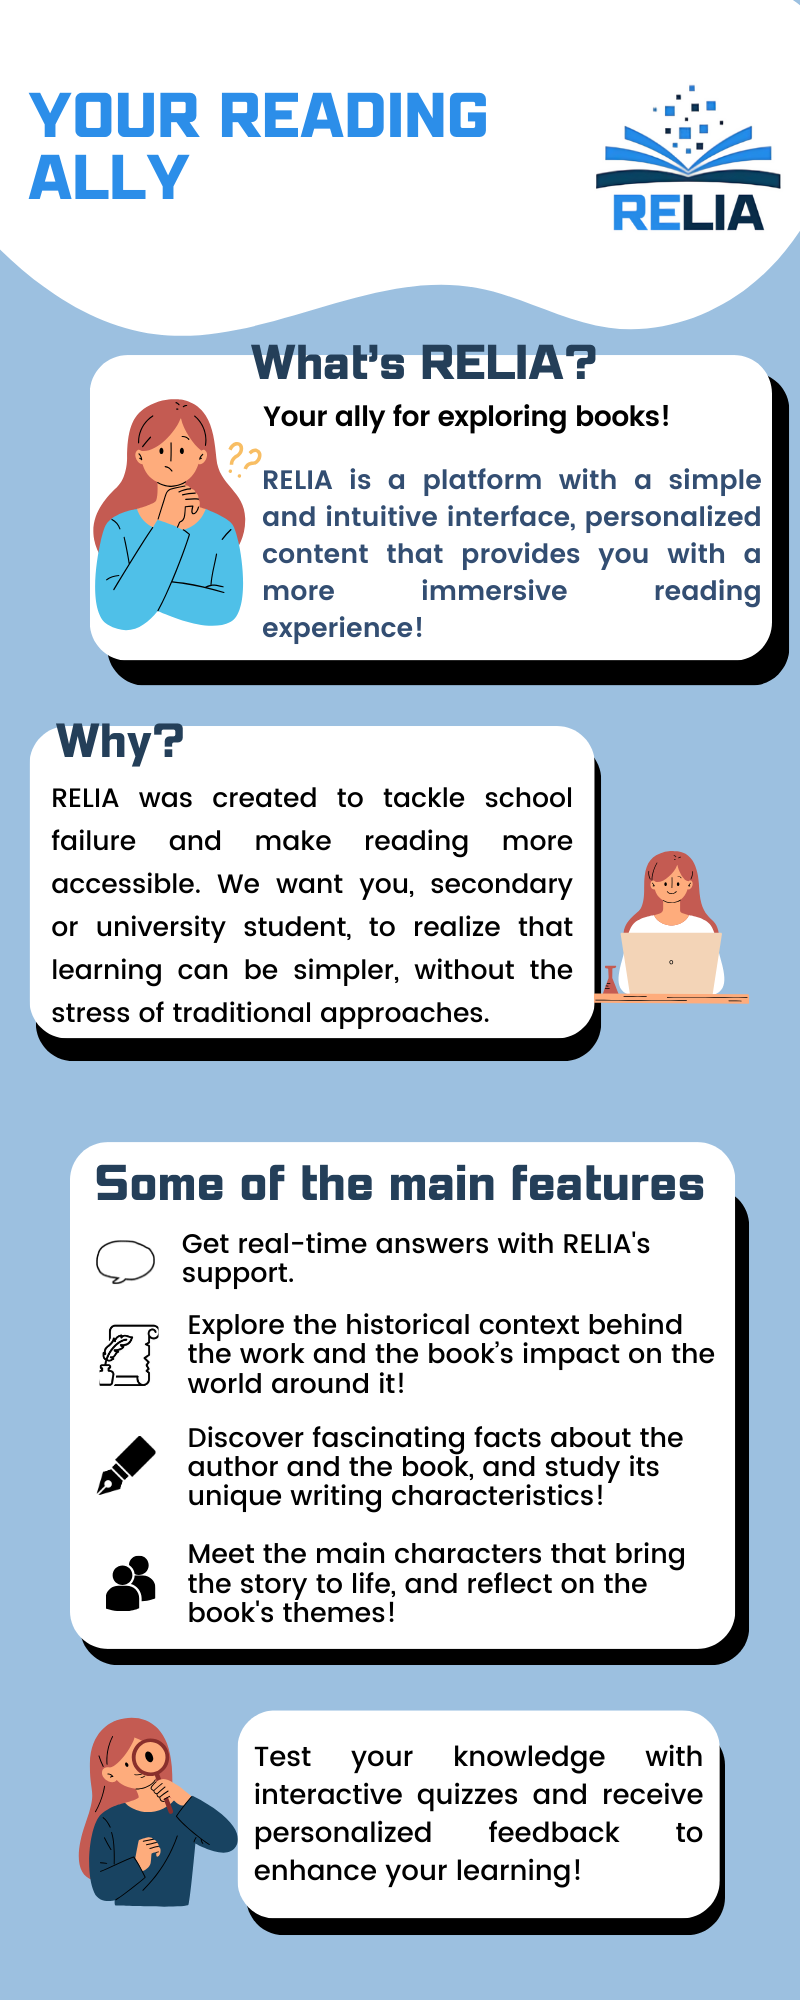 YOUR READING
ALLY
RELIA
What's RELIA?
Your ally for exploring books!
??
RELIA is a platform with a simple
and intuitive interface, personalized
content that provides you with a
more immersive reading
experience!
Why?
RELIA was created to tackle school
failure and make reading more
accessible. We want you, secondary
or university student, to realize that
learning can be simpler, without the
stress of traditional approaches.
Some of the main features
Get real-time answers with RELIA's
support.
Explore the historical context behind
the work and the book’s impact on the
world around it!
Discover fascinating facts about the
author and the book, and study its
unique writing characteristics!
Meet the main characters that bring
the story to life, and reflect on the
book's themes!
Test your knowledge with
interactive quizzes and receive
personalized feedback to
enhance your learning!